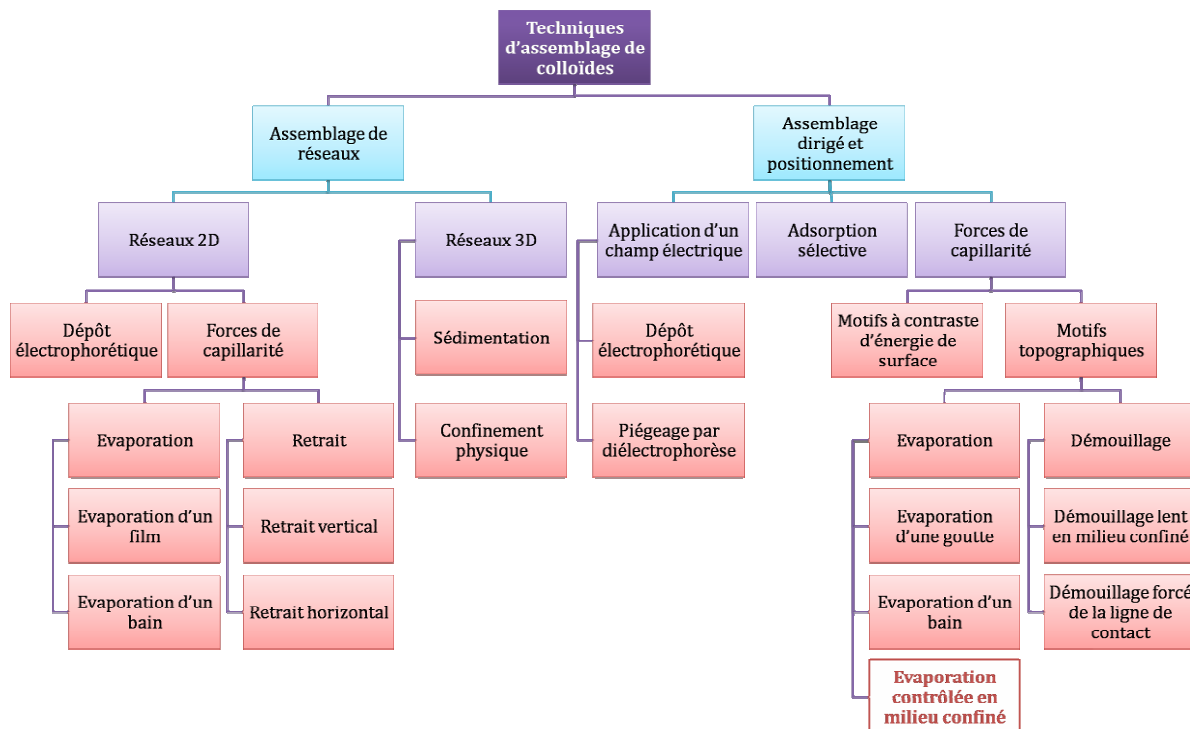 Techniques
d’assemblage de
colloïdes
Assemblage de
réseaux
Assemblage
dirigé et
positionnement
Réseaux 2D
Réseaux 3D
Application d’un
champ électrique
Adsorption
sélective
Forces de
capillarité
Dépôt
électrophorétique
Forces de
capillarité
Sédimentation
Dépôt
électrophorétique
Motifs à contraste
d’énergie de
surface
Motifs
topographiques
Evaporation
Retrait
Confinement
physique
Piégeage par
diélectrophorèse
Evaporation
Démouillage
Evaporation d’un
film
Retrait vertical
Evaporation
d’une goutte
Démouillage lent
en milieu confiné
Evaporation d’un
bain
Retrait horizontal
Evaporation d’un
bain
Démouillage forcé
de la ligne de
contact
Evaporation
contrôlée en
milieu confiné